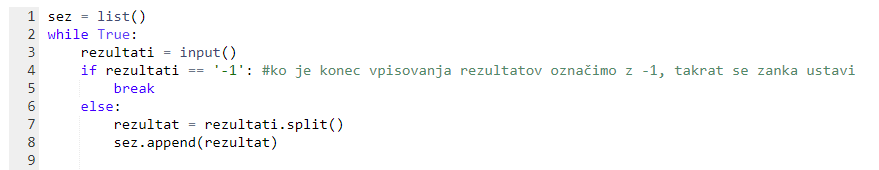 1 sez = list()
2 while True:
3     rezultati = input()
4     if rezultati == '-1': #ko je konec vpisovanja rezultatov označimo z -1, takrat se zanka ustavi
5         break
6     else:
7         rezultat = rezultati.split()
8         sez.append(rezultat)
9